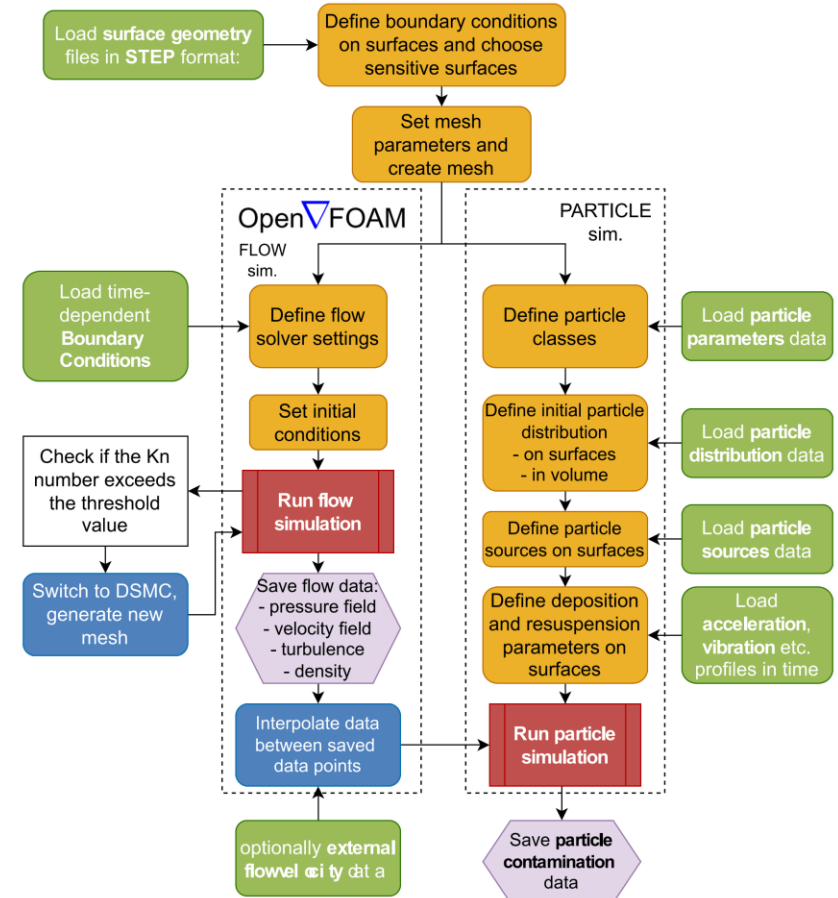 Load surface geometry
files in STEP format:
Define boundary conditions
on surfaces and choose
sensitive surfaces
Set mesh
parameters and
create mesh
Open FOAM
FLOW
sim.
PARTICLE
sim.
Load time-
dependent
Boundary
Conditions
Define flow
solver settings
Define particle
classes
Load particle
parameters data
Set initial
conditions
Define initial particle
distribution
- on surfaces
- in volume
Load particle
distribution data
Check if the Kn
number exceeds
the threshold
value
Run flow
simulation
Define particle
sources on surfaces
Load particle
sources data
Switch to DSMC,
generate new
mesh
Save flow data:
- pressure field
- velocity field
- turbulence
- density
Define deposition
and resuspension
parameters on
surfaces
Load
acceleration,
vibration etc.
profiles in time
Interpolate data
between saved
data points
Run particle
simulation
optionally external
flowvel oci ty dat a
Save particle
contamination
data